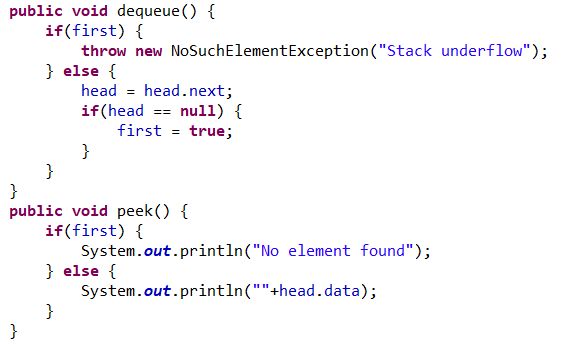 public void dequeue() {
    if(first) {
        throw new NoSuchElementException("Stack underflow");
    } else {
        head = head.next;
        if(head == null) {
            first = true;
        }
    }
}
public void peek() {
    if(first) {
        System.out.println("No element found");
    } else {
        System.out.println(""+head.data);
    }
}